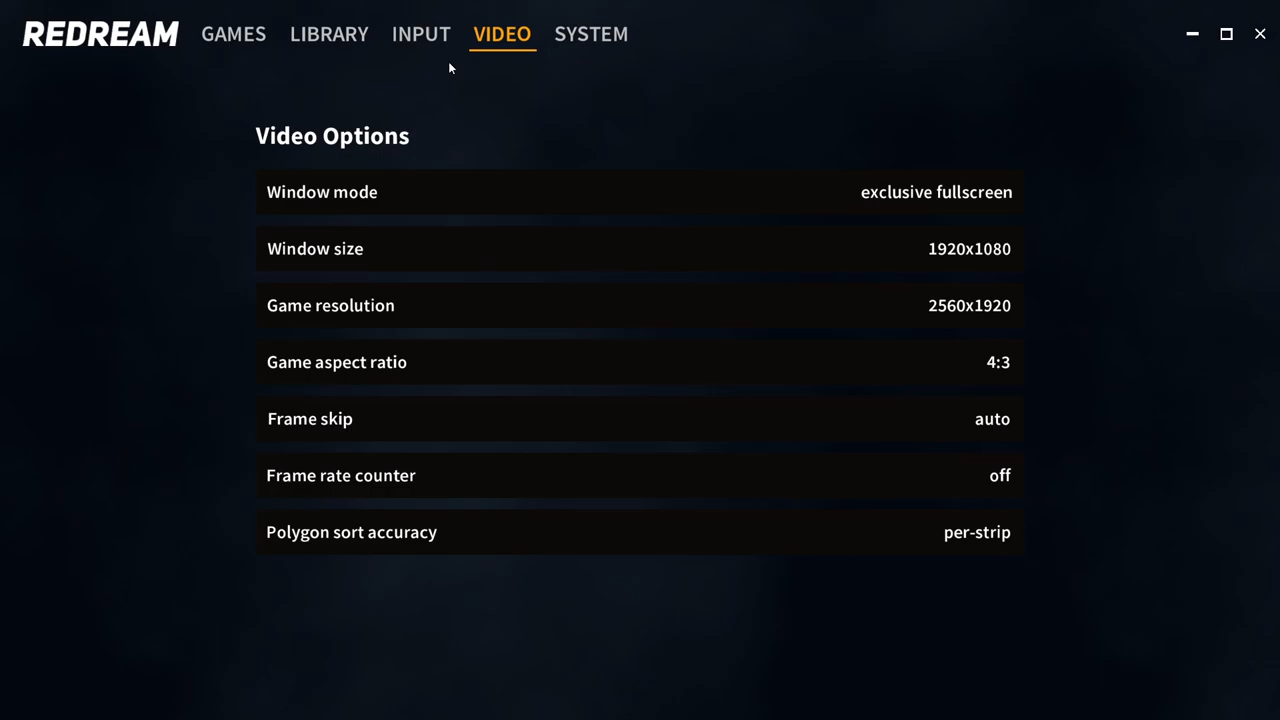 REDREAM GAMES LIBRARY INPUT VIDEO SYSTEM
Video Options
Window mode exclusive fullscreen
Window size 1920x1080
Game resolution 2560x1920
Game aspect ratio 4:3
Frame skip auto
Frame rate counter off
Polygon sort accuracy per-strip